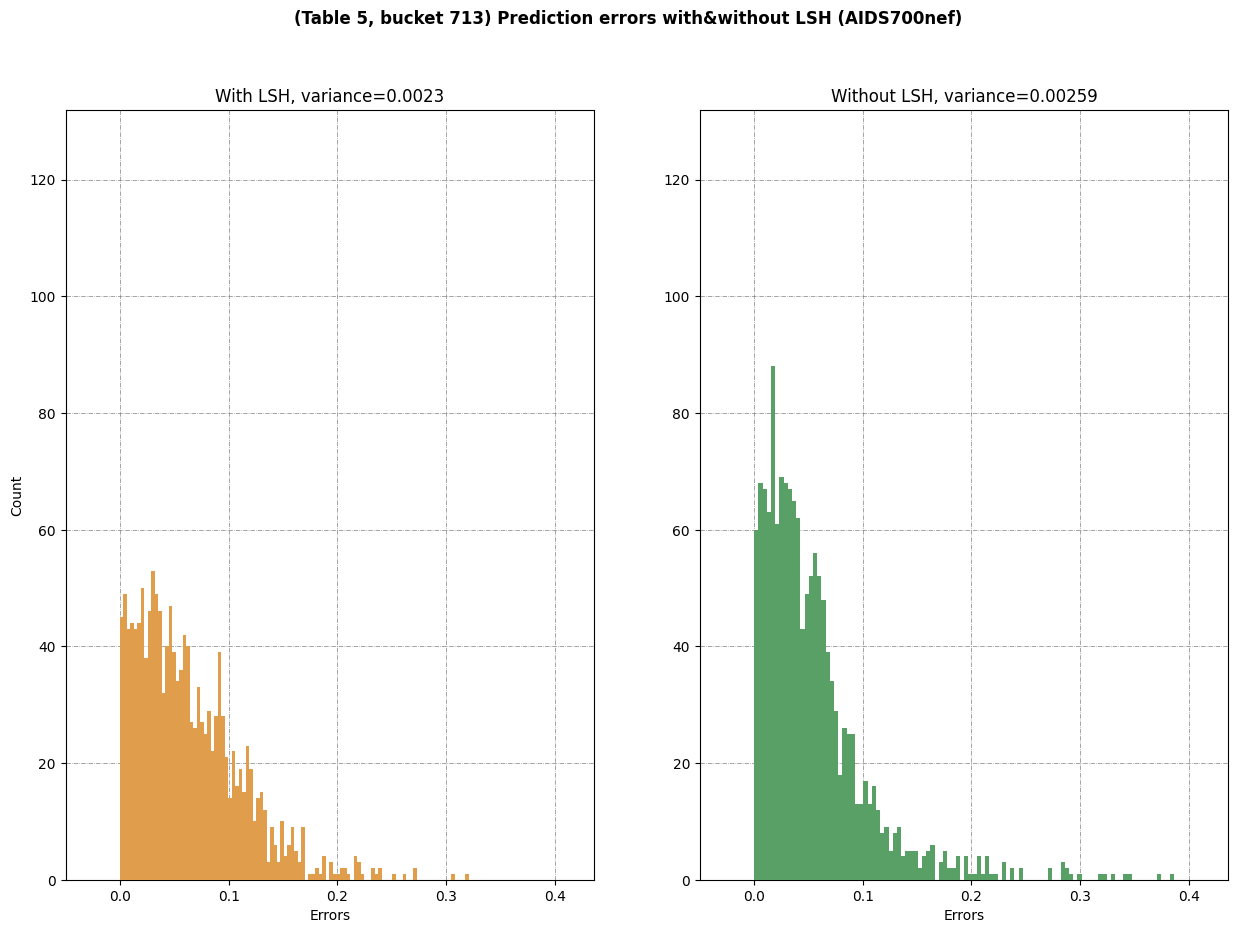 (Table 5, bucket 713) Prediction errors with&without LSH (AIDS700nef)
With LSH, variance=0.0023
120
100
80
60
40
20
0
Count
0.0 0.1 0.2 0.3 0.4
Errors
Without LSH, variance=0.00259
120
100
80
60
40
20
0
0.0 0.1 0.2 0.3 0.4
Errors